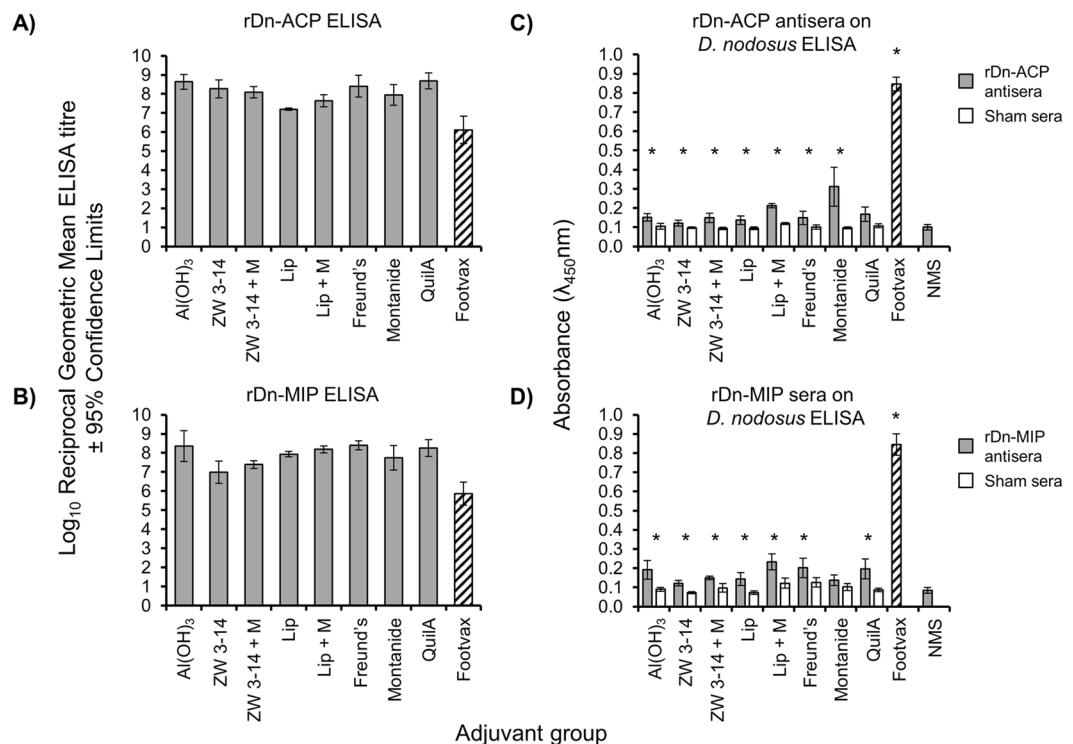 A)
rDn-ACP ELISA
10
9
8
7
6
5
4
3
2
1
0
Al(OH)₃
ZW 3-14
ZW 3-14 + M
Lip
Lip + M
Freund's
Montanide
QuilA
Footvax
B)
rDn-MIP ELISA
10
9
8
7
6
5
4
3
2
1
0
Al(OH)₃
ZW 3-14
ZW 3-14 + M
Lip
Lip + M
Freund's
Montanide
QuilA
Footvax
Log₁₀ Reciprocal Geometric Mean ELISA titre
± 95% Confidence Limits
C)
rDn-ACP antisera on
D. nodosus ELISA
1.0
0.9
0.8
0.7
0.6
0.5
0.4
0.3
0.2
0.1
0.0
*
* * * * * * *
rDn-ACP
antisera
Sham sera
Al(OH)₃
ZW 3-14
ZW 3-14 + M
Lip
Lip + M
Freund's
Montanide
QuilA
Footvax
NMS
D)
rDn-MIP sera on
D. nodosus ELISA
1.0
0.9
0.8
0.7
0.6
0.5
0.4
0.3
0.2
0.1
0.0
*
* * * * * * *
rDn-MIP
antisera
Sham sera
Al(OH)₃
ZW 3-14
ZW 3-14 + M
Lip
Lip + M
Freund's
Montanide
QuilA
Footvax
NMS
Absorbance (λ₄₅₀nm)
Adjuvant group